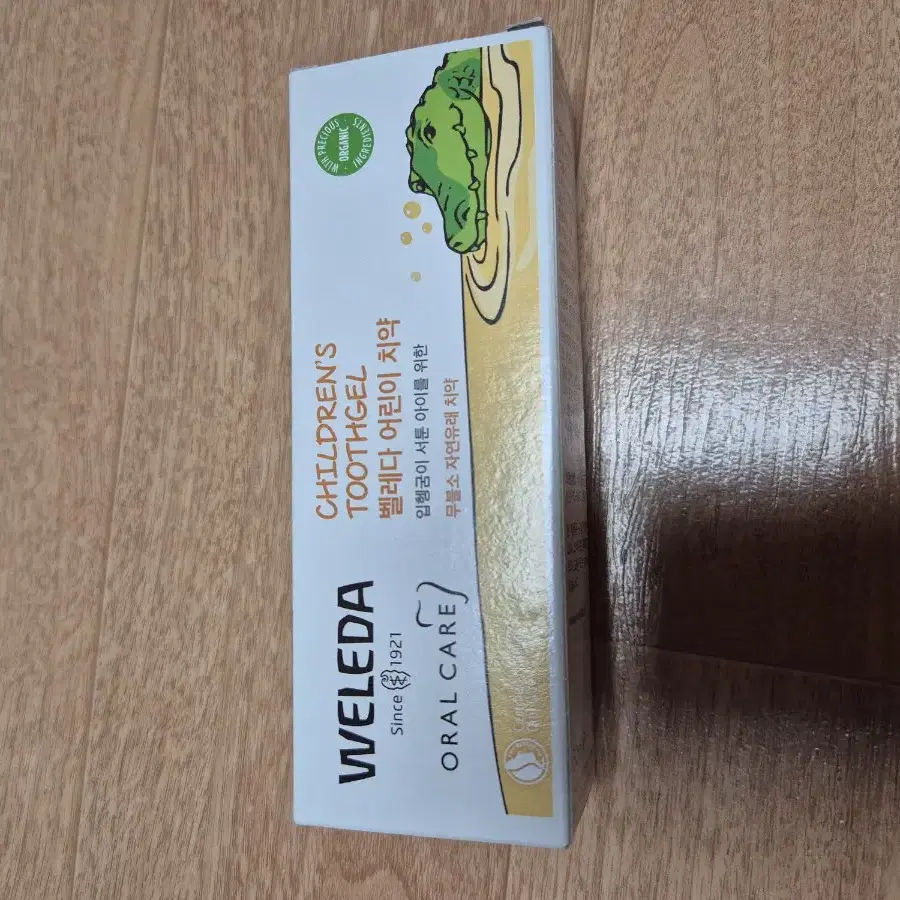 WELEDA
Since 1921
ORAL CARE
CHILDREN'S
TOOTHGEL
벨레다 어린이 치약
입헹굼이 서툰 아이를 위한
무불소 자연유래 치약
WITH PRECIOUS
ORGANIC
INGREDIENTS